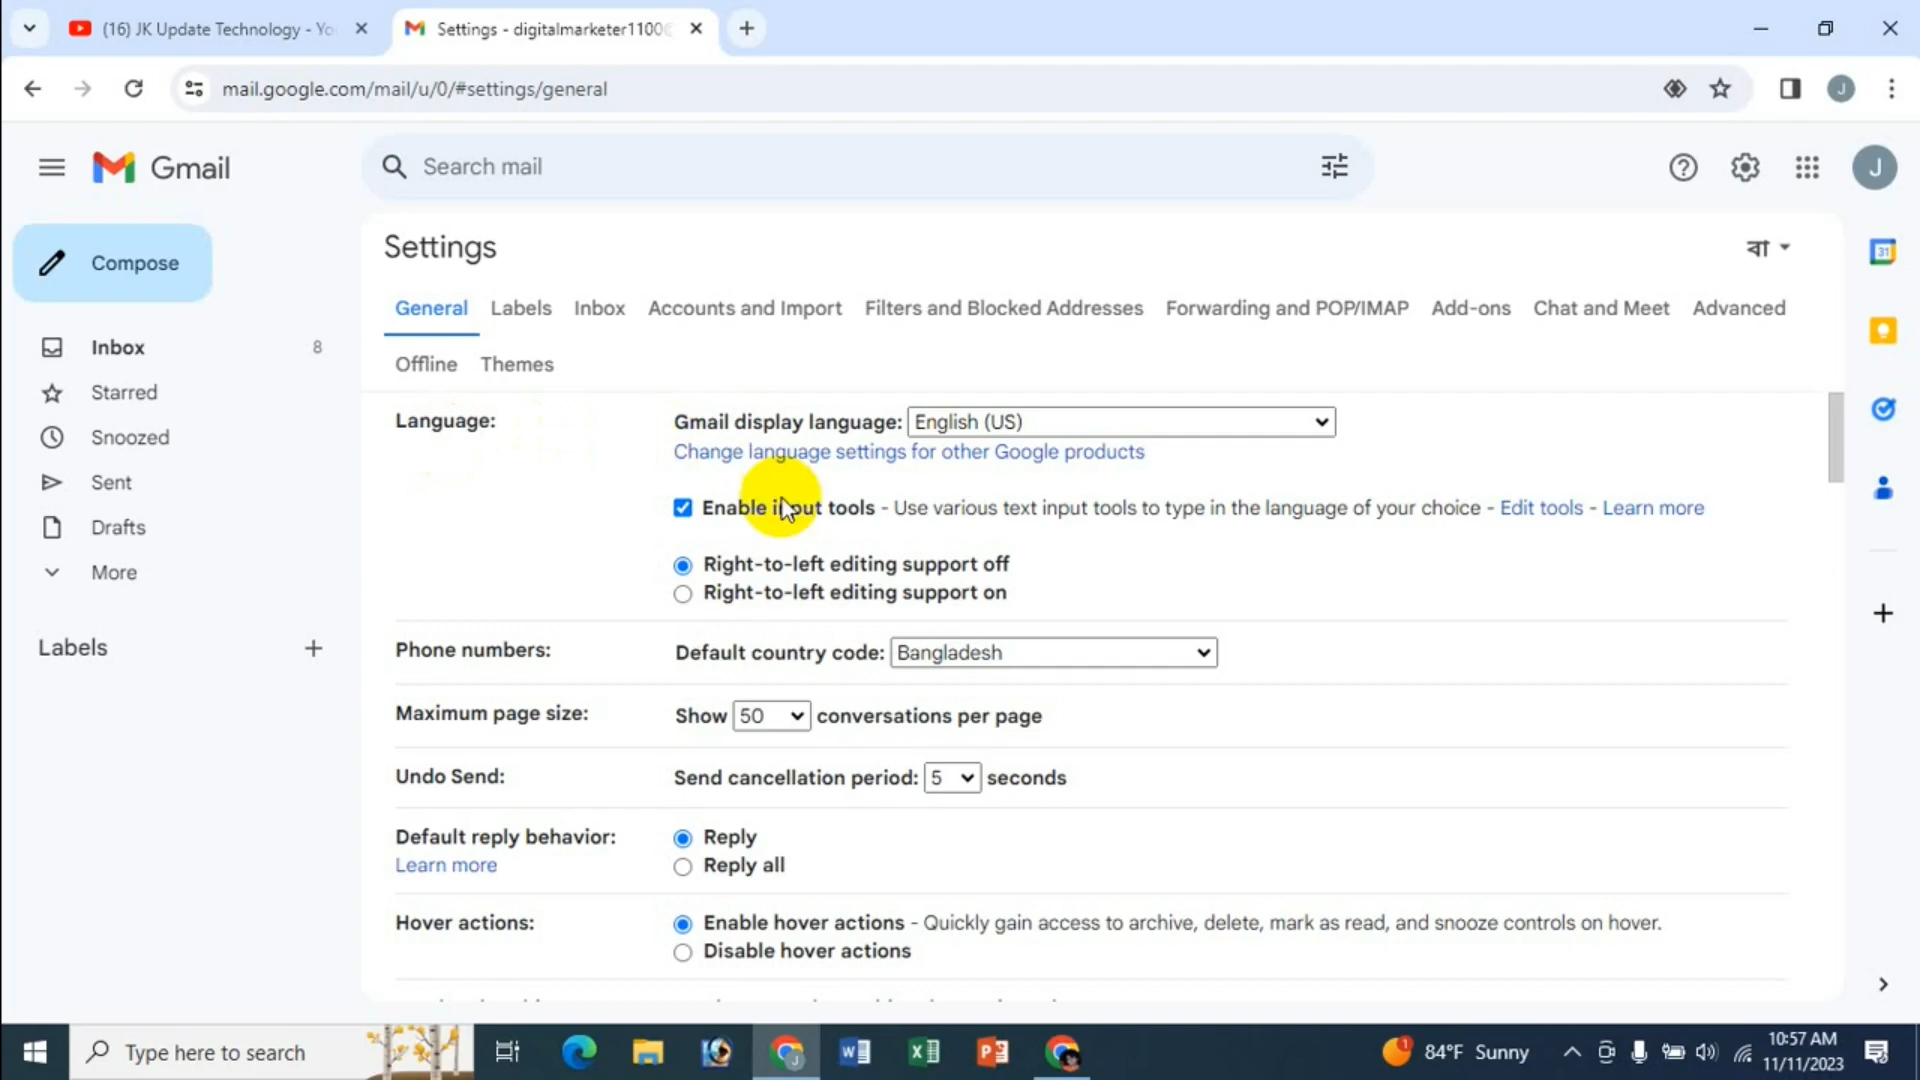 (16) JK Update Technology - Yo
Settings - digitalmarketer1100@
mail.google.com/mail/u/0/#settings/general
J
Gmail
Search mail
J
Compose
Settings
বা
General Labels Inbox Accounts and Import Filters and Blocked Addresses Forwarding and POP/IMAP Add-ons Chat and Meet Advanced
Offline Themes
Inbox 8
Starred
Snoozed
Sent
Drafts
More
Labels
Language:
Gmail display language: English (US)
Change language settings for other Google products
Enable input tools - Use various text input tools to type in the language of your choice - Edit tools - Learn more
Right-to-left editing support off
Right-to-left editing support on
Phone numbers:
Default country code: Bangladesh
Maximum page size:
Show 50 conversations per page
Undo Send:
Send cancellation period: 5 seconds
Default reply behavior:
Learn more
Reply
Reply all
Hover actions:
Enable hover actions - Quickly gain access to archive, delete, mark as read, and snooze controls on hover.
Disable hover actions
31
Type here to search
84°F Sunny
10:57 AM
11/11/2023